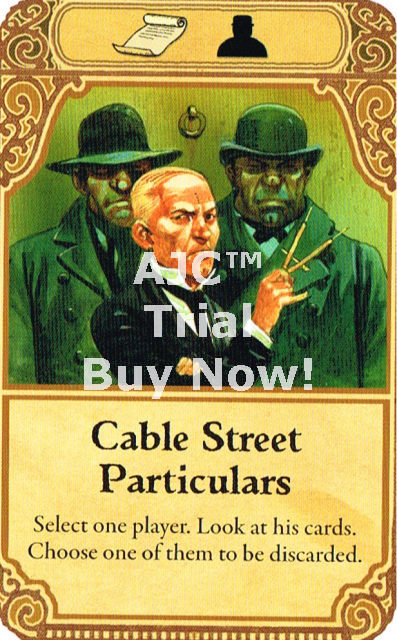 AJC™
Trial
Buy Now!
Cable Street
Particulars
Select one player. Look at his cards.
Choose one of them to be discarded.